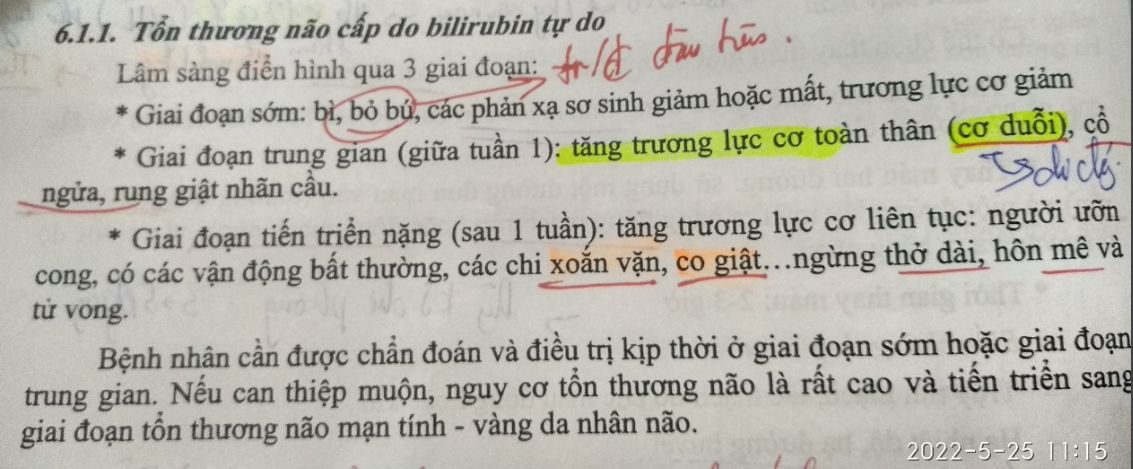 6.1.1. Tổn thương não cấp do bilirubin tự do
Lâm sàng điển hình qua 3 giai đoạn:
* Giai đoạn sớm: bì, bỏ bú, các phản xạ sơ sinh giảm hoặc mất, trương lực cơ giảm
* Giai đoạn trung gian (giữa tuần 1): tăng trương lực cơ toàn thân (cơ duỗi), cổ
ngửa, rung giật nhãn cầu.
* Giai đoạn tiến triển nặng (sau 1 tuần): tăng trương lực cơ liên tục: người ưỡn
cong, có các vận động bất thường, các chi xoắn vặn, co giật...ngừng thở dài, hôn mê và
tử vong.
Bệnh nhân cần được chẩn đoán và điều trị kịp thời ở giai đoạn sớm hoặc giai đoạn
trung gian. Nếu can thiệp muộn, nguy cơ tổn thương não là rất cao và tiến triển sang
giai đoạn tổn thương não mạn tính - vàng da nhân não.
2022-5-25 11:15